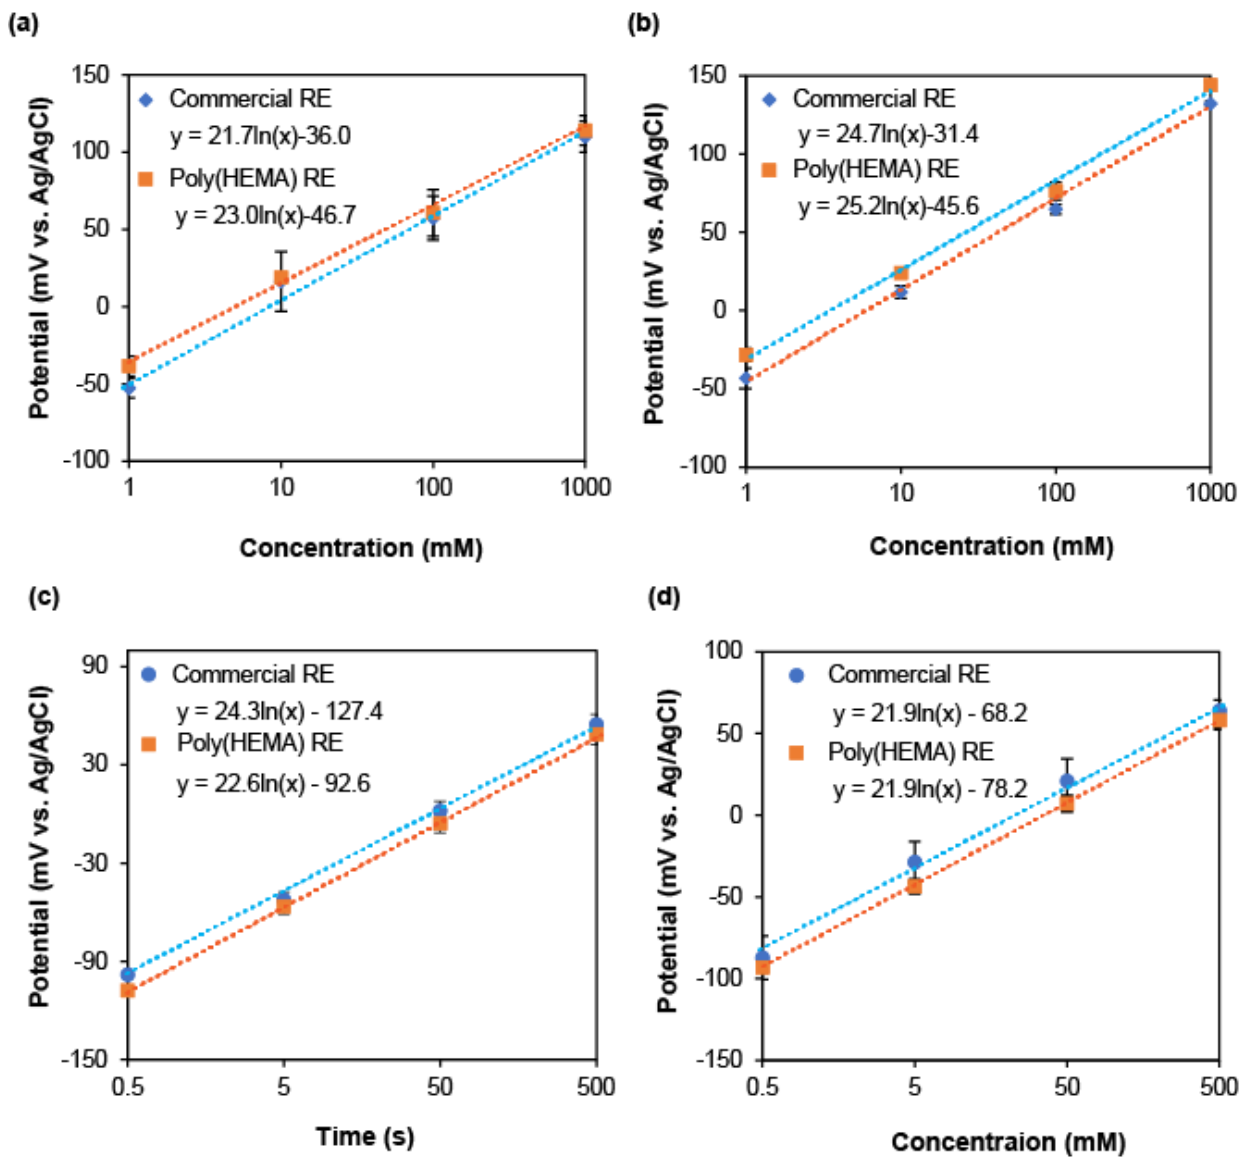 (a)
Potential (mV vs. Ag/AgCl)
150
100
50
0
-50
-100
Commercial RE
y = 21.7ln(x)-36.0
Poly(HEMA) RE
y = 23.0ln(x)-46.7
1
10
100
1000
Concentration (mM)
(b)
Potential (mV vs. Ag/AgCl)
150
100
50
0
-50
-100
Commercial RE
y = 24.7ln(x)-31.4
Poly(HEMA) RE
y = 25.2ln(x)-45.6
1
10
100
1000
Concentration (mM)
(c)
Potential (mV vs. Ag/AgCl)
90
30
-30
-90
-150
Commercial RE
y = 24.3ln(x) - 127.4
Poly(HEMA) RE
y = 22.6ln(x) - 92.6
0.5
5
50
500
Time (s)
(d)
Potential (mV vs. Ag/AgCl)
100
50
0
-50
-100
-150
Commercial RE
y = 21.9ln(x) - 68.2
Poly(HEMA) RE
y = 21.9ln(x) - 78.2
0.5
5
50
500
Concentraion (mM)